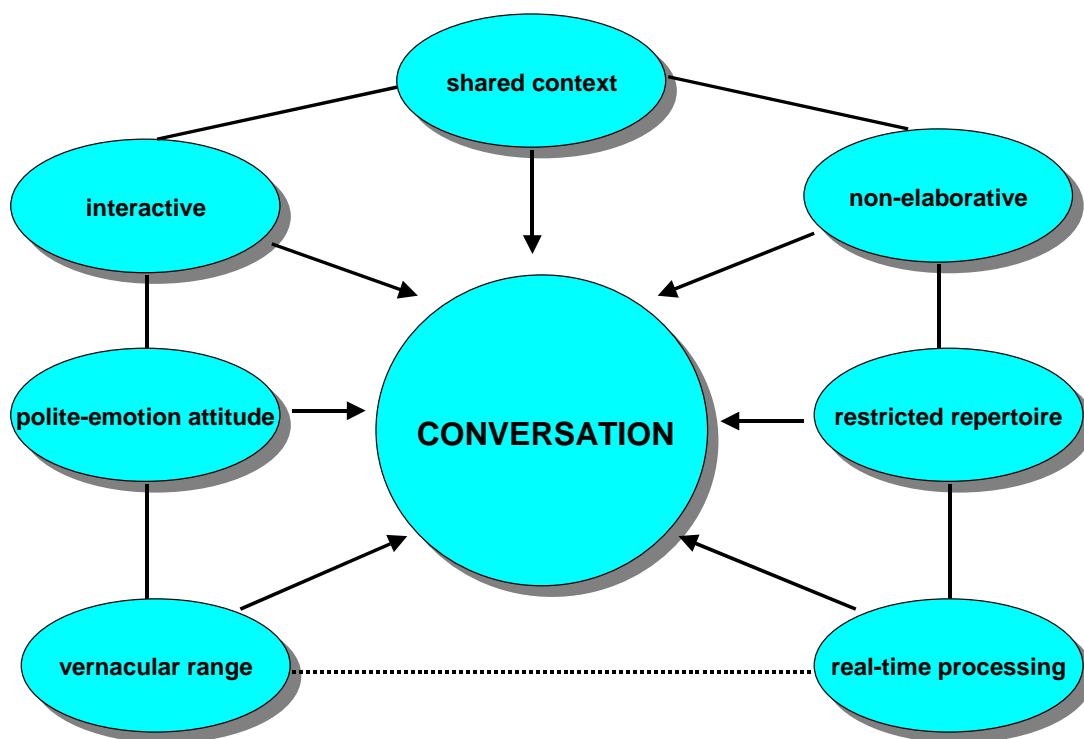 shared context
interactive
non-elaborative
polite-emotion attitude
CONVERSATION
restricted repertoire
vernacular range
real-time processing